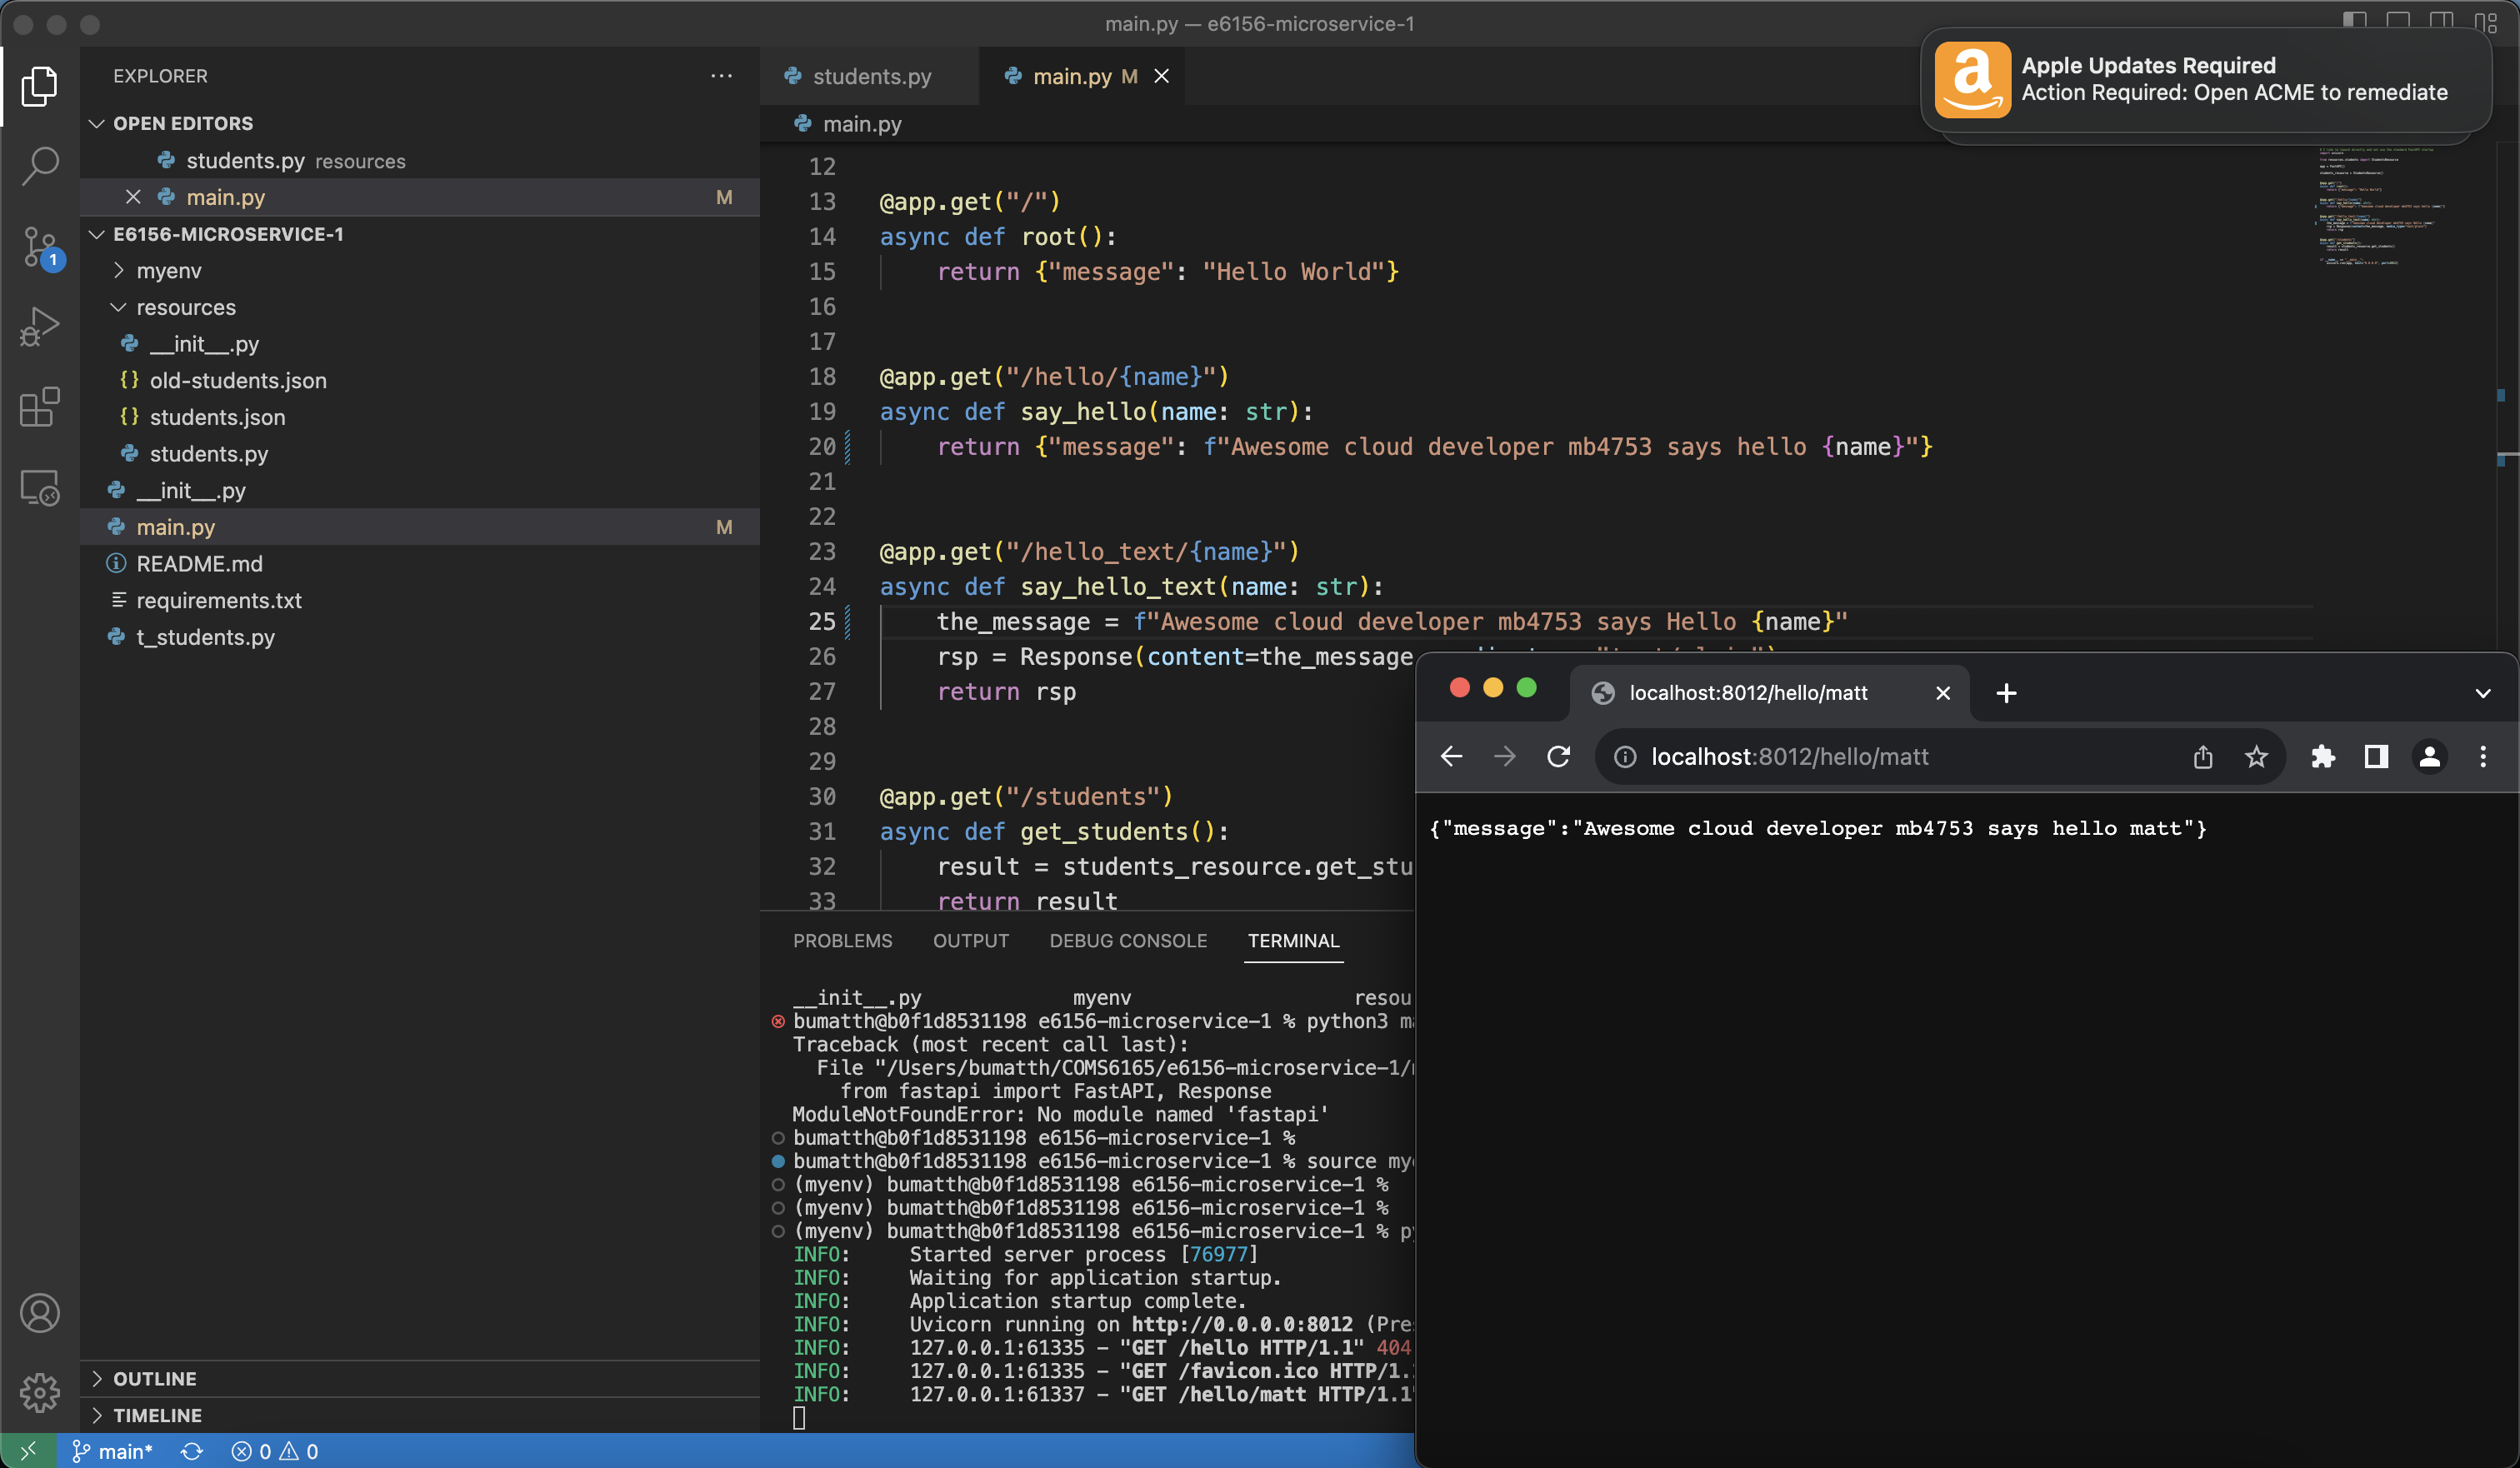 main.py — e6156-microservice-1
Apple Updates Required
Action Required: Open ACME to remediate
EXPLORER
OPEN EDITORS
students.py resources
main.py M
E6156-MICROSERVICE-1
myenv
resources
__init__.py
old-students.json
students.json
students.py
__init__.py
main.py M
README.md
requirements.txt
t_students.py
OUTLINE
TIMELINE
1
main* 0 0
students.py
main.py M
main.py
12
13 @app.get("/")
14 async def root():
15 return {"message": "Hello World"}
16
17
18 @app.get("/hello/{name}")
19 async def say_hello(name: str):
20 return {"message": f"Awesome cloud developer mb4753 says hello {name}"}
21
22
23 @app.get("/hello_text/{name}")
24 async def say_hello_text(name: str):
25 the_message = f"Awesome cloud developer mb4753 says Hello {name}"
26 rsp = Response(content=the_message
27 return rsp
28
29
30 @app.get("/students")
31 async def get_students():
32 result = students_resource.get_stu
33 return result
PROBLEMS OUTPUT DEBUG CONSOLE TERMINAL
__init__.py myenv resou
bumatth@b0f1d8531198 e6156-microservice-1 % python3 ma
Traceback (most recent call last):
File "/Users/bumatth/COMS6165/e6156-microservice-1/
from fastapi import FastAPI, Response
ModuleNotFoundError: No module named 'fastapi'
bumatth@b0f1d8531198 e6156-microservice-1 %
bumatth@b0f1d8531198 e6156-microservice-1 % source mye
(myenv) bumatth@b0f1d8531198 e6156-microservice-1 %
(myenv) bumatth@b0f1d8531198 e6156-microservice-1 %
(myenv) bumatth@b0f1d8531198 e6156-microservice-1 % py
INFO: Started server process [76977]
INFO: Waiting for application startup.
INFO: Application startup complete.
INFO: Uvicorn running on http://0.0.0.0:8012 (Pres
INFO: 127.0.0.1:61335 - "GET /hello HTTP/1.1" 404
INFO: 127.0.0.1:61335 - "GET /favicon.ico HTTP/1.
INFO: 127.0.0.1:61337 - "GET /hello/matt HTTP/1.1"
localhost:8012/hello/matt
localhost:8012/hello/matt
{"message":"Awesome cloud developer mb4753 says hello matt"}